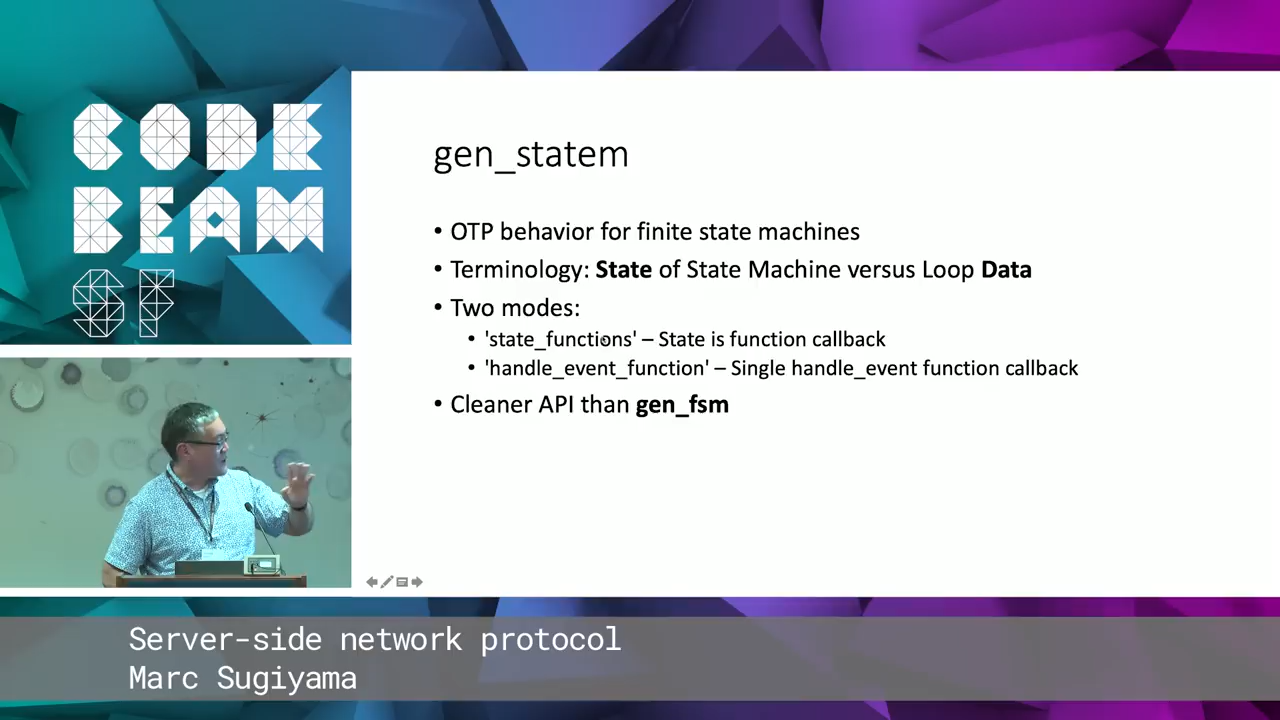 CODE
BEAM
SF
gen_statem
• OTP behavior for finite state machines
• Terminology: State of State Machine versus Loop Data
• Two modes:
• 'state_functions' – State is function callback
• 'handle_event_function' – Single handle_event function callback
• Cleaner API than gen_fsm
Server-side network protocol
Marc Sugiyama